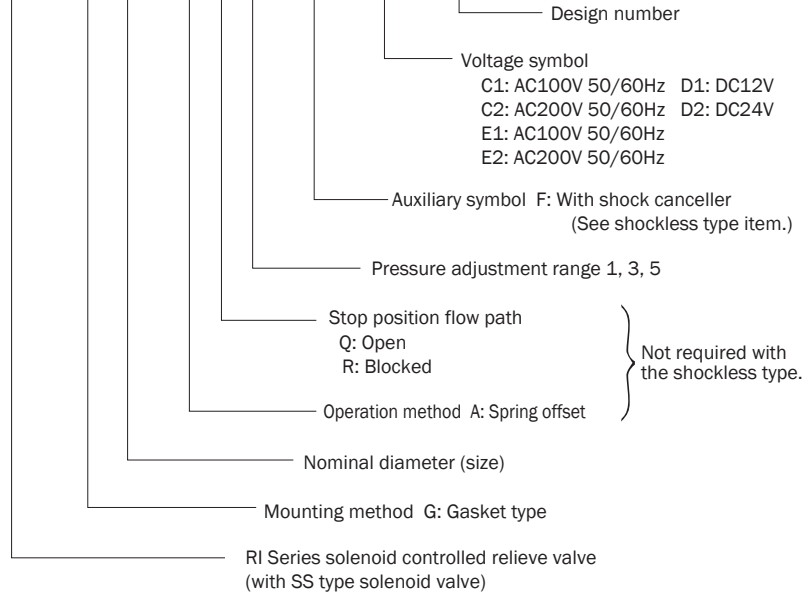 Design number
Voltage symbol
C1: AC100V 50/60Hz D1: DC12V
C2: AC200V 50/60Hz D2: DC24V
E1: AC100V 50/60Hz
E2: AC200V 50/60Hz
Auxiliary symbol F: With shock canceller
(See shockless type item.)
Pressure adjustment range 1, 3, 5
Stop position flow path
Q: Open
R: Blocked
Not required with
the shockless type.
Operation method A: Spring offset
Nominal diameter (size)
Mounting method G: Gasket type
RI Series solenoid controlled relieve valve
(with SS type solenoid valve)